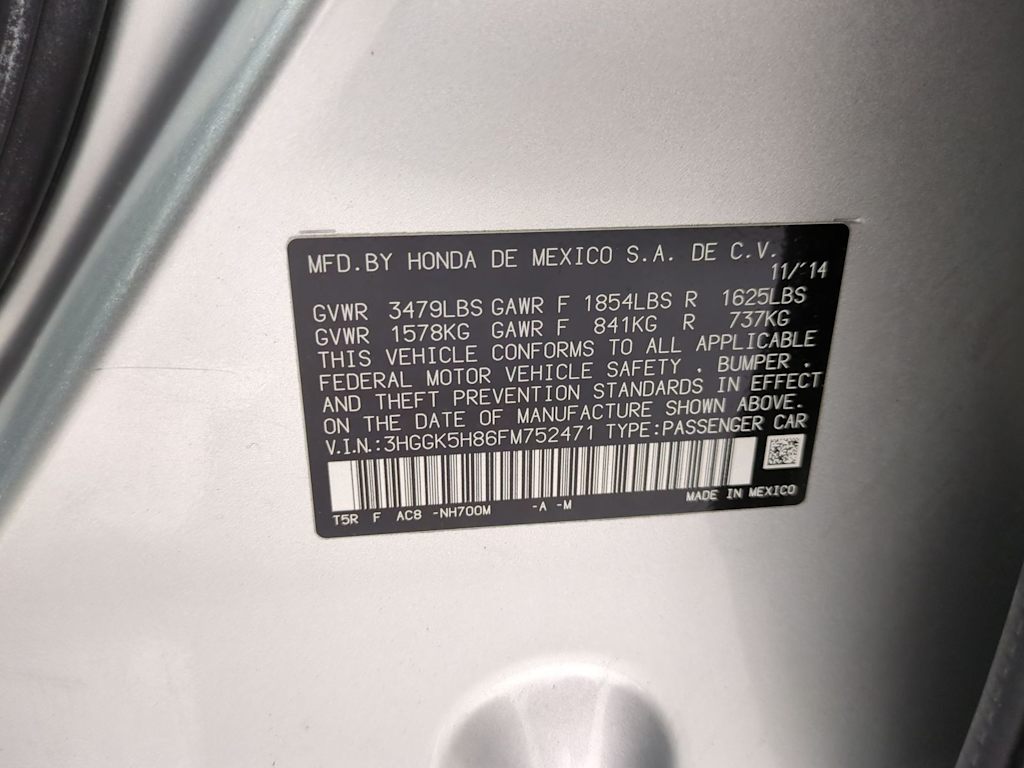 MFD.BY HONDA DE MEXICO S.A. DE C.V.
11/'14
GVWR 3479LBS GAWR F 1854LBS R 1625LBS
GVWR 1578KG GAWR F 841KG R 737KG
THIS VEHICLE CONFORMS TO ALL APPLICABLE
FEDERAL MOTOR VEHICLE SAFETY , BUMPER ,
AND THEFT PREVENTION STANDARDS IN EFFECT
ON THE DATE OF MANUFACTURE SHOWN ABOVE.
V.I.N.:3HGGK5H86FM752471 TYPE:PASSENGER CAR
MADE IN MEXICO
T5R F AC8 -NH700M -A -M